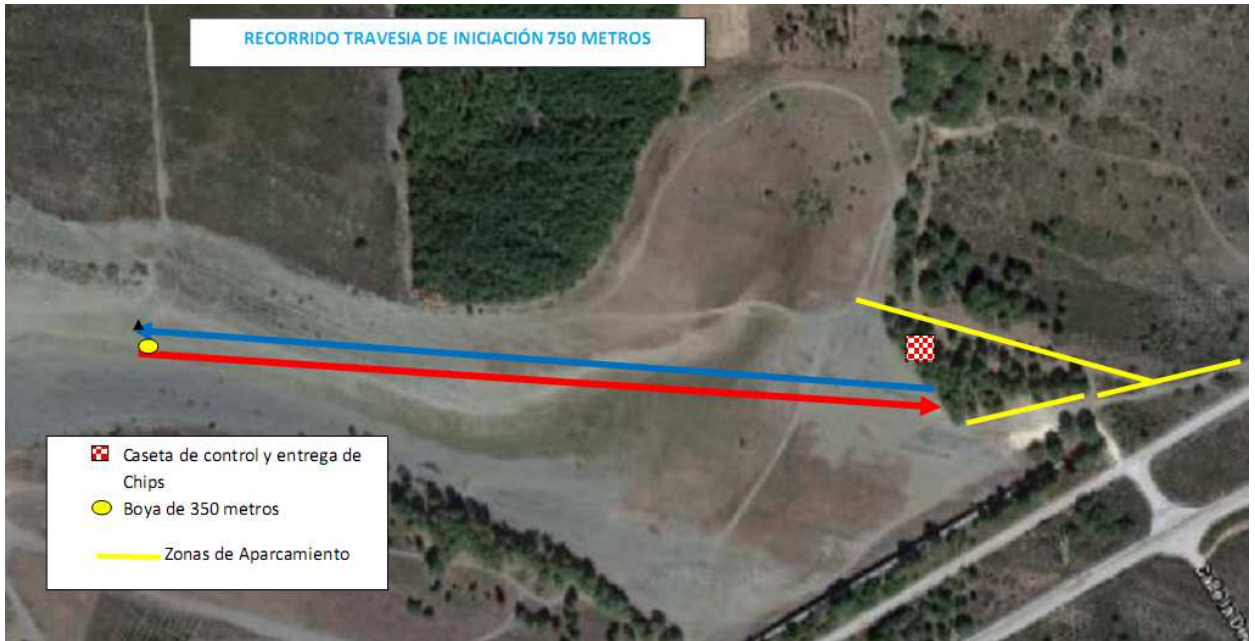 RECORRIDO TRAVESIA DE INICIACIÓN 750 METROS
Caseta de control y entrega de
Chips
Boya de 350 metros
Zonas de Aparcamiento